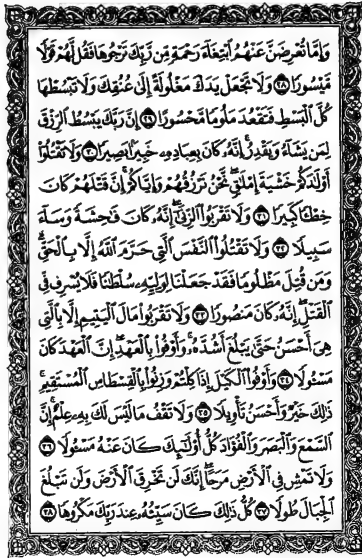 وَإِمَّا تُعْرِضَنَّ عَنْهُمُ ٱبْتِغَآءَ رَحْمَةٍ مِّن رَّبِّكَ تَرْجُوهَا فَقُل لَّهُمْ قَوْلًا
مَّيْسُورًا ٢٨ وَلَا تَجْعَلْ يَدَكَ مَغْلُولَةً إِلَىٰ عُنُقِكَ وَلَا تَبْسُطْهَا
كُلَّ ٱلْبَسْطِ فَتَقْعُدَ مَلُومًا مَّحْسُورًا ٢٩ إِنَّ رَبَّكَ يَبْسُطُ ٱلرِّزْقَ
لِمَن يَشَآءُ وَيَقْدِرُ إِنَّهُۥ كَانَ بِعِبَادِهِۦ خَبِيرًۢا بَصِيرًا ٣٠ وَلَا تَقْتُلُوٓا۟
أَوْلَـٰدَكُمْ خَشْيَةَ إِمْلَـٰقٍ نَّحْنُ نَرْزُقُهُمْ وَإِيَّاكُمْ إِنَّ قَتْلَهُمْ كَانَ
خِطْـًٔا كَبِيرًا ٣١ وَلَا تَقْرَبُوا۟ ٱلزِّنَىٰٓ إِنَّهُۥ كَانَ فَـٰحِشَةً وَسَآءَ
سَبِيلًا ٣٢ وَلَا تَقْتُلُوا۟ ٱلنَّفْسَ ٱلَّتِى حَرَّمَ ٱللَّهُ إِلَّا بِٱلْحَقِّ
وَمَن قُتِلَ مَظْلُومًا فَقَدْ جَعَلْنَا لِوَلِيِّهِۦ سُلْطَـٰنًا فَلَا يُسْرِف فِّى
ٱلْقَتْلِ إِنَّهُۥ كَانَ مَنصُورًا ٣٣ وَلَا تَقْرَبُوا۟ مَالَ ٱلْيَتِيمِ إِلَّا بِٱلَّتِى
هِىَ أَحْسَنُ حَتَّىٰ يَبْلُغَ أَشُدَّهُۥ وَأَوْفُوا۟ بِٱلْعَهْدِ إِنَّ ٱلْعَهْدَ كَانَ
مَسْـُٔولًا ٣٤ وَأَوْفُوا۟ ٱلْكَيْلَ إِذَا كِلْتُمْ وَزِنُوا۟ بِٱلْقِسْطَاسِ ٱلْمُسْتَقِيمِ
ذَٰلِكَ خَيْرٌ وَأَحْسَنُ تَأْوِيلًا ٣٥ وَلَا تَقْفُ مَا لَيْسَ لَكَ بِهِۦ عِلْمٌ إِنَّ
ٱلسَّمْعَ وَٱلْبَصَرَ وَٱلْفُؤَادَ كُلُّ أُو۟لَـٰٓئِكَ كَانَ عَنْهُ مَسْـُٔولًا ٣٦
وَلَا تَمْشِ فِى ٱلْأَرْضِ مَرَحًا إِنَّكَ لَن تَخْرِقَ ٱلْأَرْضَ وَلَن تَبْلُغَ
ٱلْجِبَالَ طُولًا ٣٧ كُلُّ ذَٰلِكَ كَانَ سَيِّئُهُۥ عِندَ رَبِّكَ مَكْرُوهًا ٣٨